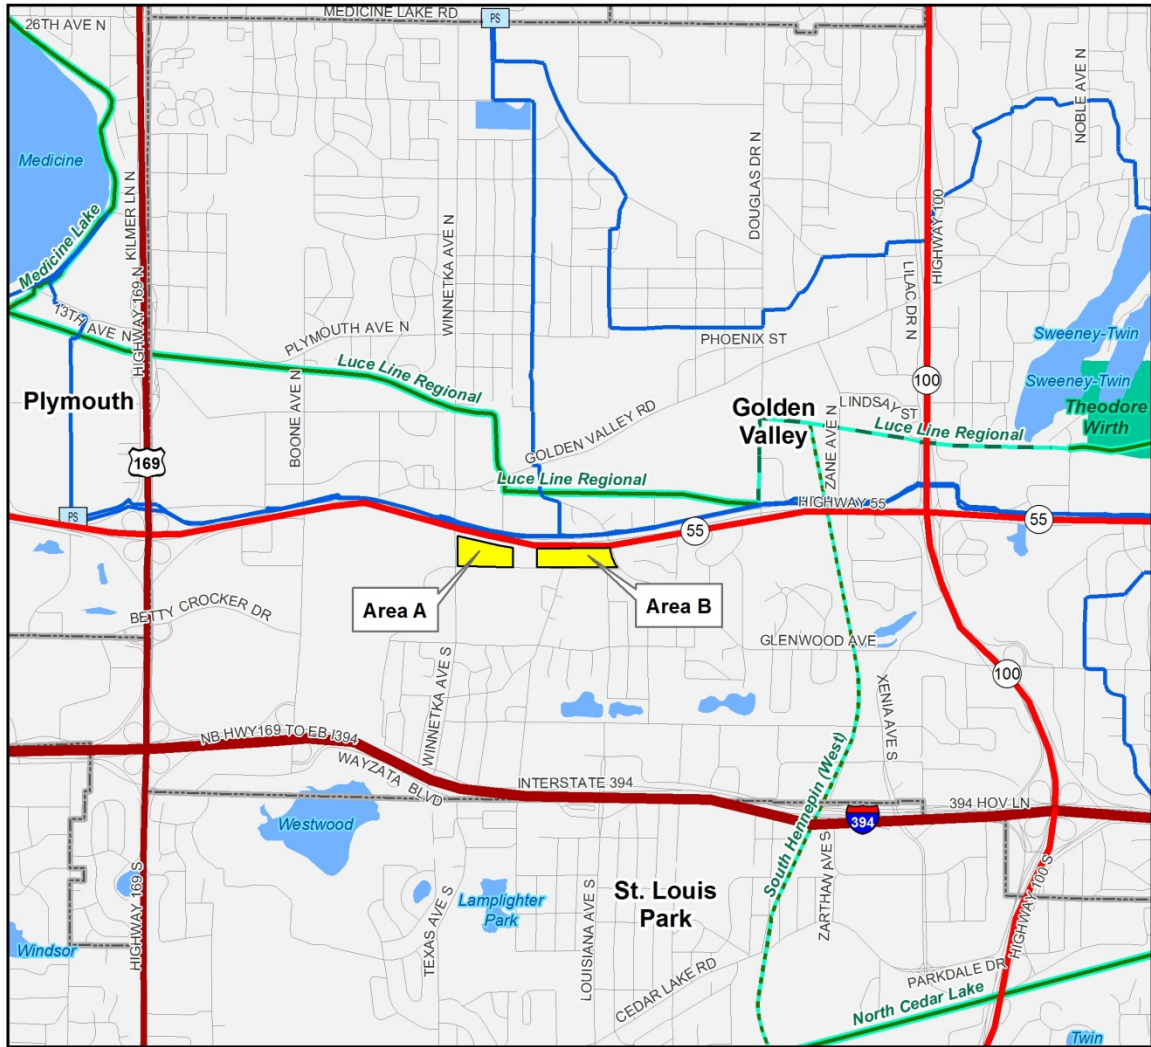 MEDICINE LAKE RD
26TH AVE N
PS
NOBLE AVE N
Medicine
KILMER LN N
DOUGLAS DR N
WINNETKA AVE N
HIGHWAY 100
Medicine Lake
HIGHWAY 169 N
LILAC DR N
13TH AVE N
PLYMOUTH AVE N
PHOENIX ST
Sweeney-Twin
Luce Line Regional
100
Sweeney-Twin
Plymouth
BOONE AVE N
Golden
Valley
ZANE AVE N
LINDSAY ST
Theodore
Wirth
GOLDEN VALLEY RD
Luce Line Regional
169
Luce Line Regional
PS
HIGHWAY 55
55
55
Area A
Area B
BETTY CROCKER DR
GLENWOOD AVE
WINNETKA AVE S
XENIA AVE S
100
NB HWY169 TO EB I394
WAYZATA BLVD
INTERSTATE 394
South Hennepin (West)
394 HOV LN
394
Westwood
ZARTHAN AVE S
HIGHWAY 169 S
St. Louis
Park
HIGHWAY 100 S
Lamplighter
Park
TEXAS AVE S
LOUISIANA AVE S
Windsor
CEDAR LAKE RD
PARKDALE DR
North Cedar Lake
Twin